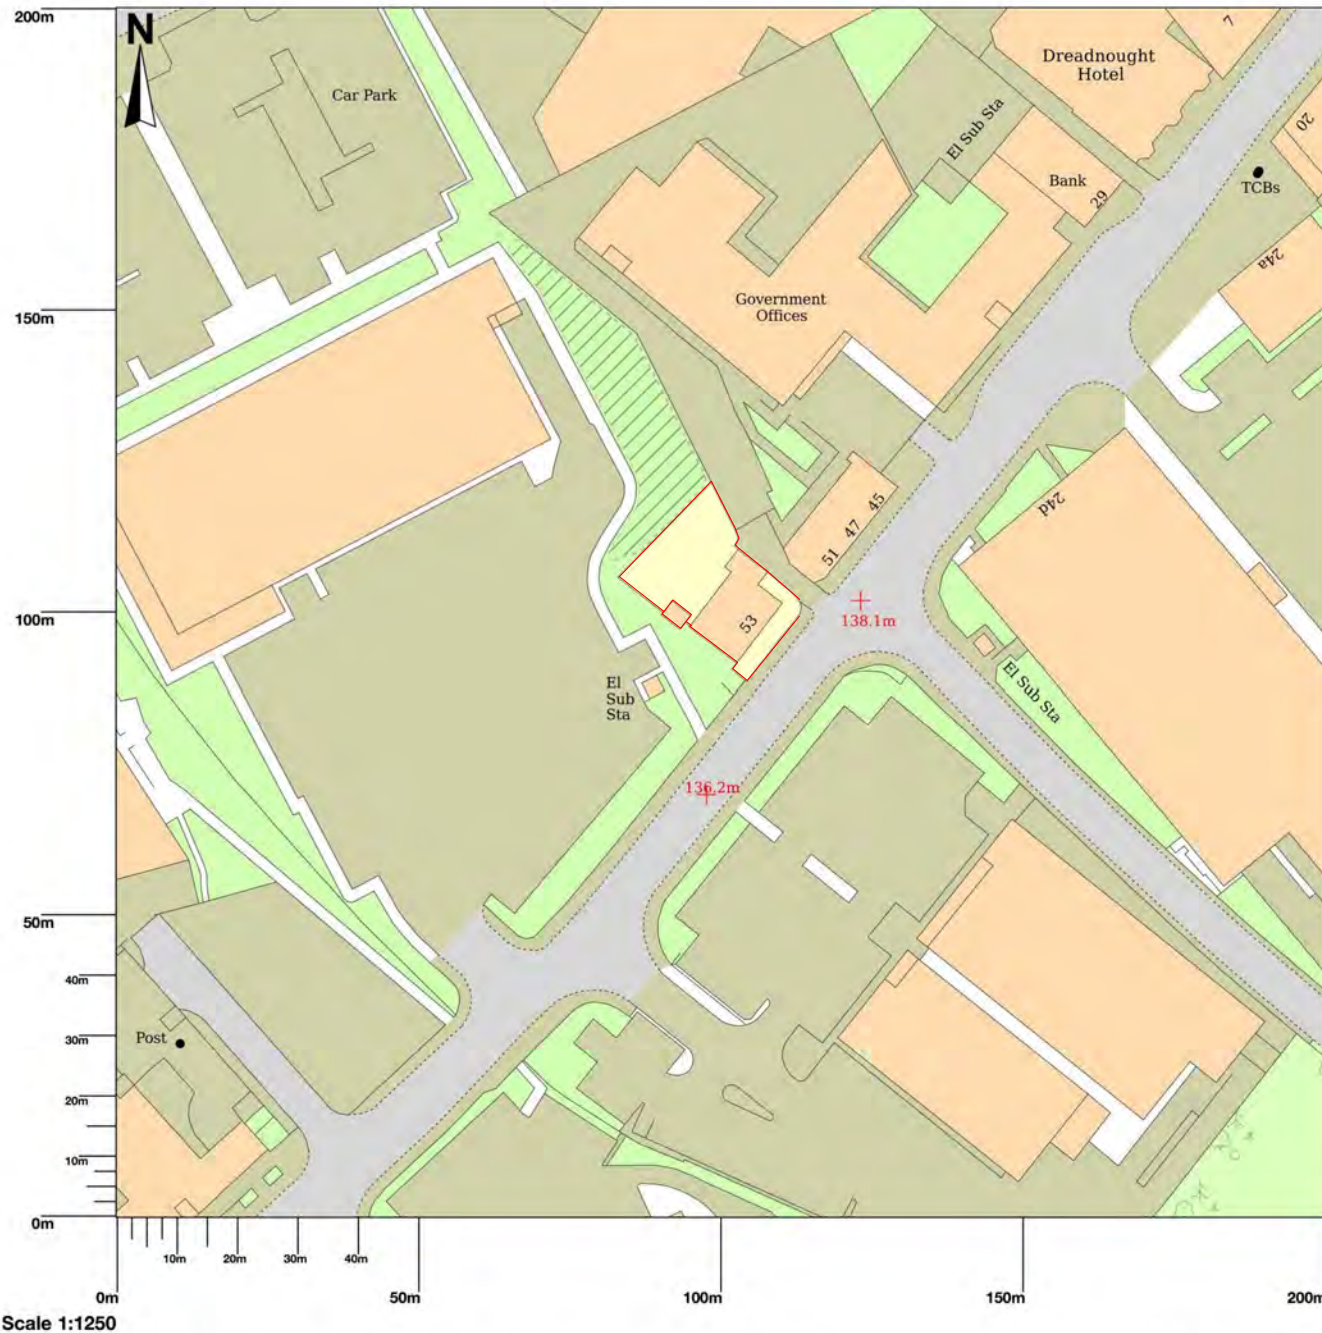 200m
N
Car Park
Dreadnought
Hotel
7
El Sub Sta
Bank
29
20
TCBs
24a
150m
Government
Offices
45
47
51
24d
100m
53
138.1m
El
Sub
Sta
El Sub Sta
136.2m
50m
40m
30m
Post
20m
10m
0m
10m
20m
30m
40m
0m
50m
100m
150m
200m
Scale 1:1250